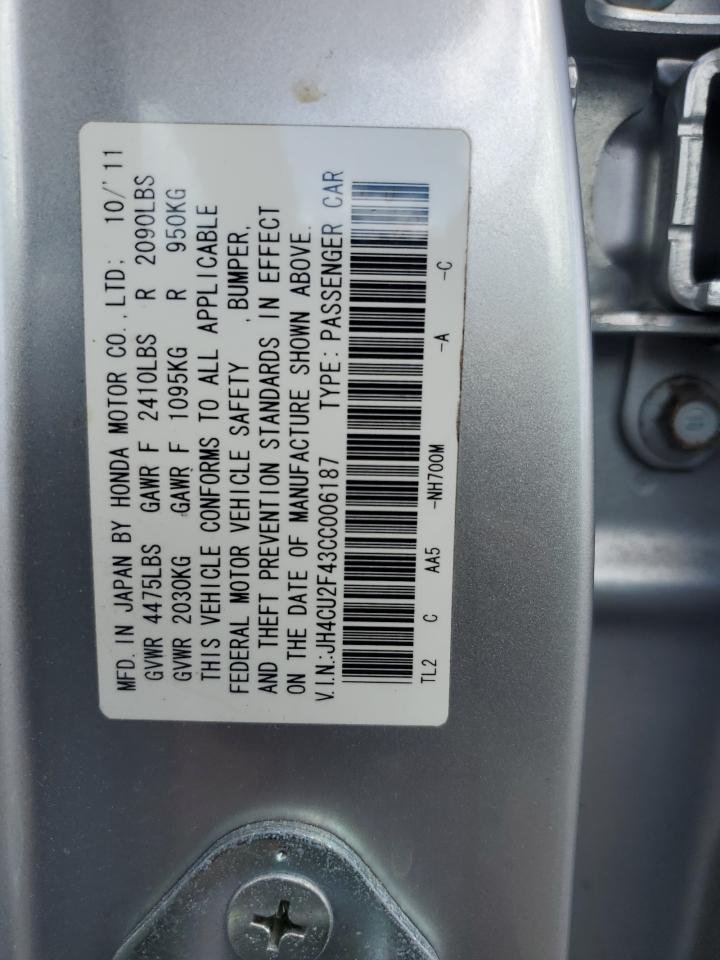 MFD. IN JAPAN BY HONDA MOTOR CO., LTD: 10/'11
GVWR 4475LBS GAWR F 2410LBS R 2090LBS
GVWR 2030KG GAWR F 1095KG R 950KG
THIS VEHICLE CONFORMS TO ALL APPLICABLE
FEDERAL MOTOR VEHICLE SAFETY , BUMPER,
AND THEFT PREVENTION STANDARDS IN EFFECT
ON THE DATE OF MANUFACTURE SHOWN ABOVE.
V.I.N.:JH4CU2F43CC006187 TYPE: PASSENGER CAR
TL2 C AA5 -NH700M -A -C